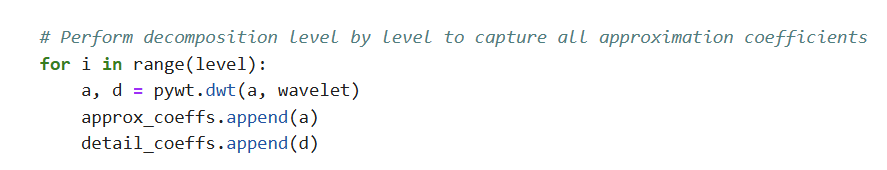 # Perform decomposition level by level to capture all approximation coefficients
for i in range(level):
    a, d = pywt.dwt(a, wavelet)
    approx_coeffs.append(a)
    detail_coeffs.append(d)